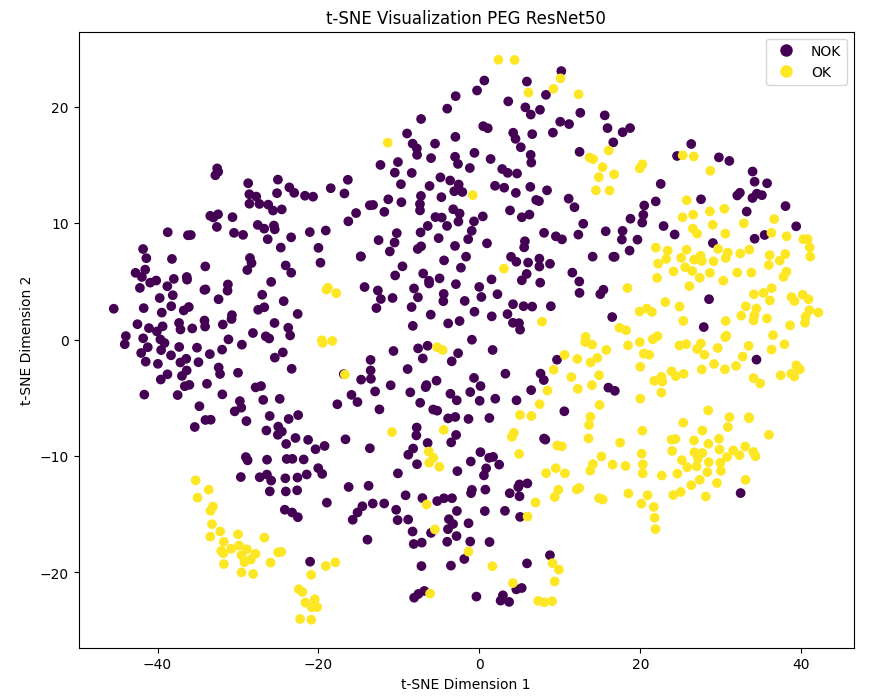 t-SNE Visualization PEG ResNet50
NOK
OK
20
10
0
−10
−20
t-SNE Dimension 2
−40
−20
0
20
40
t-SNE Dimension 1